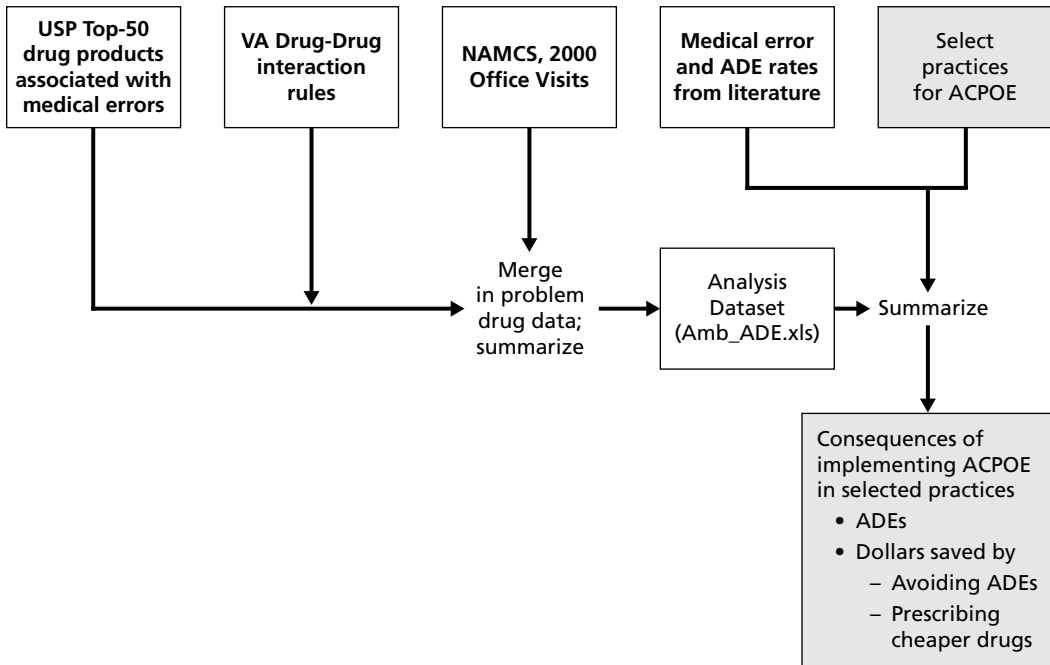 USP Top-50
drug products
associated with
medical errors
VA Drug-Drug
interaction
rules
NAMCS, 2000
Office Visits
Medical error
and ADE rates
from literature
Select
practices
for ACPOE
Merge
in problem
drug data;
summarize
Analysis
Dataset
(Amb_ADE.xls)
Summarize
Consequences of
implementing ACPOE
in selected practices
• ADEs
• Dollars saved by
– Avoiding ADEs
– Prescribing
cheaper drugs